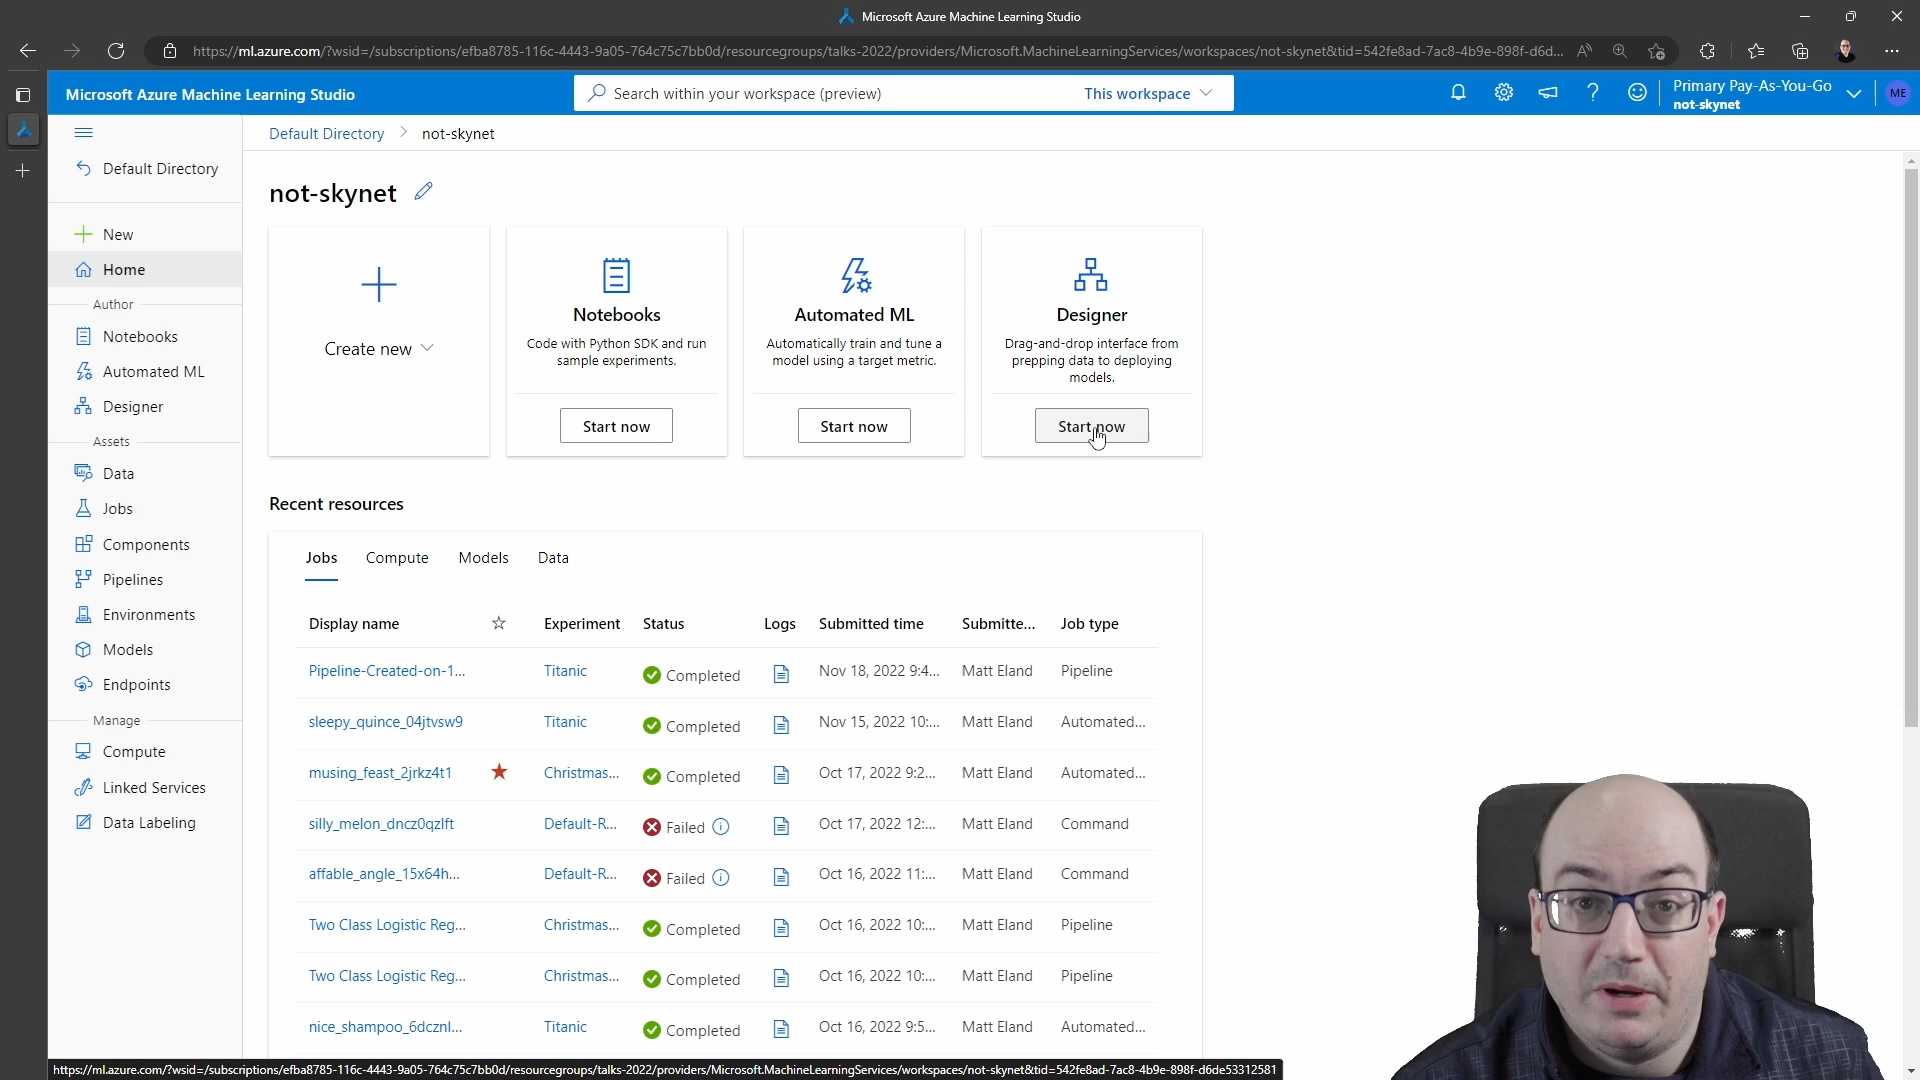 Microsoft Azure Machine Learning Studio
https://ml.azure.com/?wsid=/subscriptions/efba8785-116c-4443-9a05-764c75c7bb0d/resourcegroups/talks-2022/providers/Microsoft.MachineLearningServices/workspaces/not-skynet&tid=542fe8ad-7ac8-4b9e-898f-d6d...
Microsoft Azure Machine Learning Studio
Search within your workspace (preview)
This workspace
Primary Pay-As-You-Go
not-skynet
ME
Default Directory > not-skynet
Default Directory
New
Home
Author
Notebooks
Automated ML
Designer
Assets
Data
Jobs
Components
Pipelines
Environments
Models
Endpoints
Manage
Compute
Linked Services
Data Labeling
not-skynet
Create new
Notebooks
Code with Python SDK and run
sample experiments.
Start now
Automated ML
Automatically train and tune a
model using a target metric.
Start now
Designer
Drag-and-drop interface from
prepping data to deploying
models.
Start now
Recent resources
Jobs Compute Models Data
Display name Experiment Status Logs Submitted time Submitte... Job type
Pipeline-Created-on-1... Titanic Completed Nov 18, 2022 9:4... Matt Eland Pipeline
sleepy_quince_04jtvsw9 Titanic Completed Nov 15, 2022 10:... Matt Eland Automated...
musing_feast_2jrkz4t1 Christmas... Completed Oct 17, 2022 9:2... Matt Eland Automated...
silly_melon_dncz0qzlft Default-R... Failed Oct 17, 2022 12:... Matt Eland Command
affable_angle_15x64h... Default-R... Failed Oct 16, 2022 11:... Matt Eland Command
Two Class Logistic Reg... Christmas... Completed Oct 16, 2022 10:... Matt Eland Pipeline
Two Class Logistic Reg... Christmas... Completed Oct 16, 2022 10:... Matt Eland Pipeline
nice_shampoo_6dcznl... Titanic Completed Oct 16, 2022 9:5... Matt Eland Automated...
https://ml.azure.com/?wsid=/subscriptions/efba8785-116c-4443-9a05-764c75c7bb0d/resourcegroups/talks-2022/providers/Microsoft.MachineLearningServices/workspaces/not-skynet&tid=542fe8ad-7ac8-4b9e-898f-d6de53312581